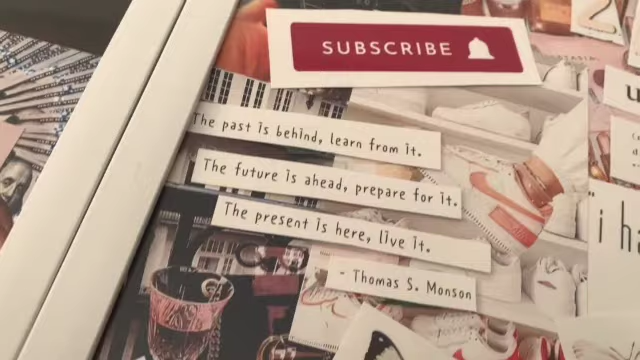 SUBSCRIBE
The past is behind, learn from it.
The future is ahead, prepare for it.
The present is here, live it.
- Thomas S. Monson
i ha